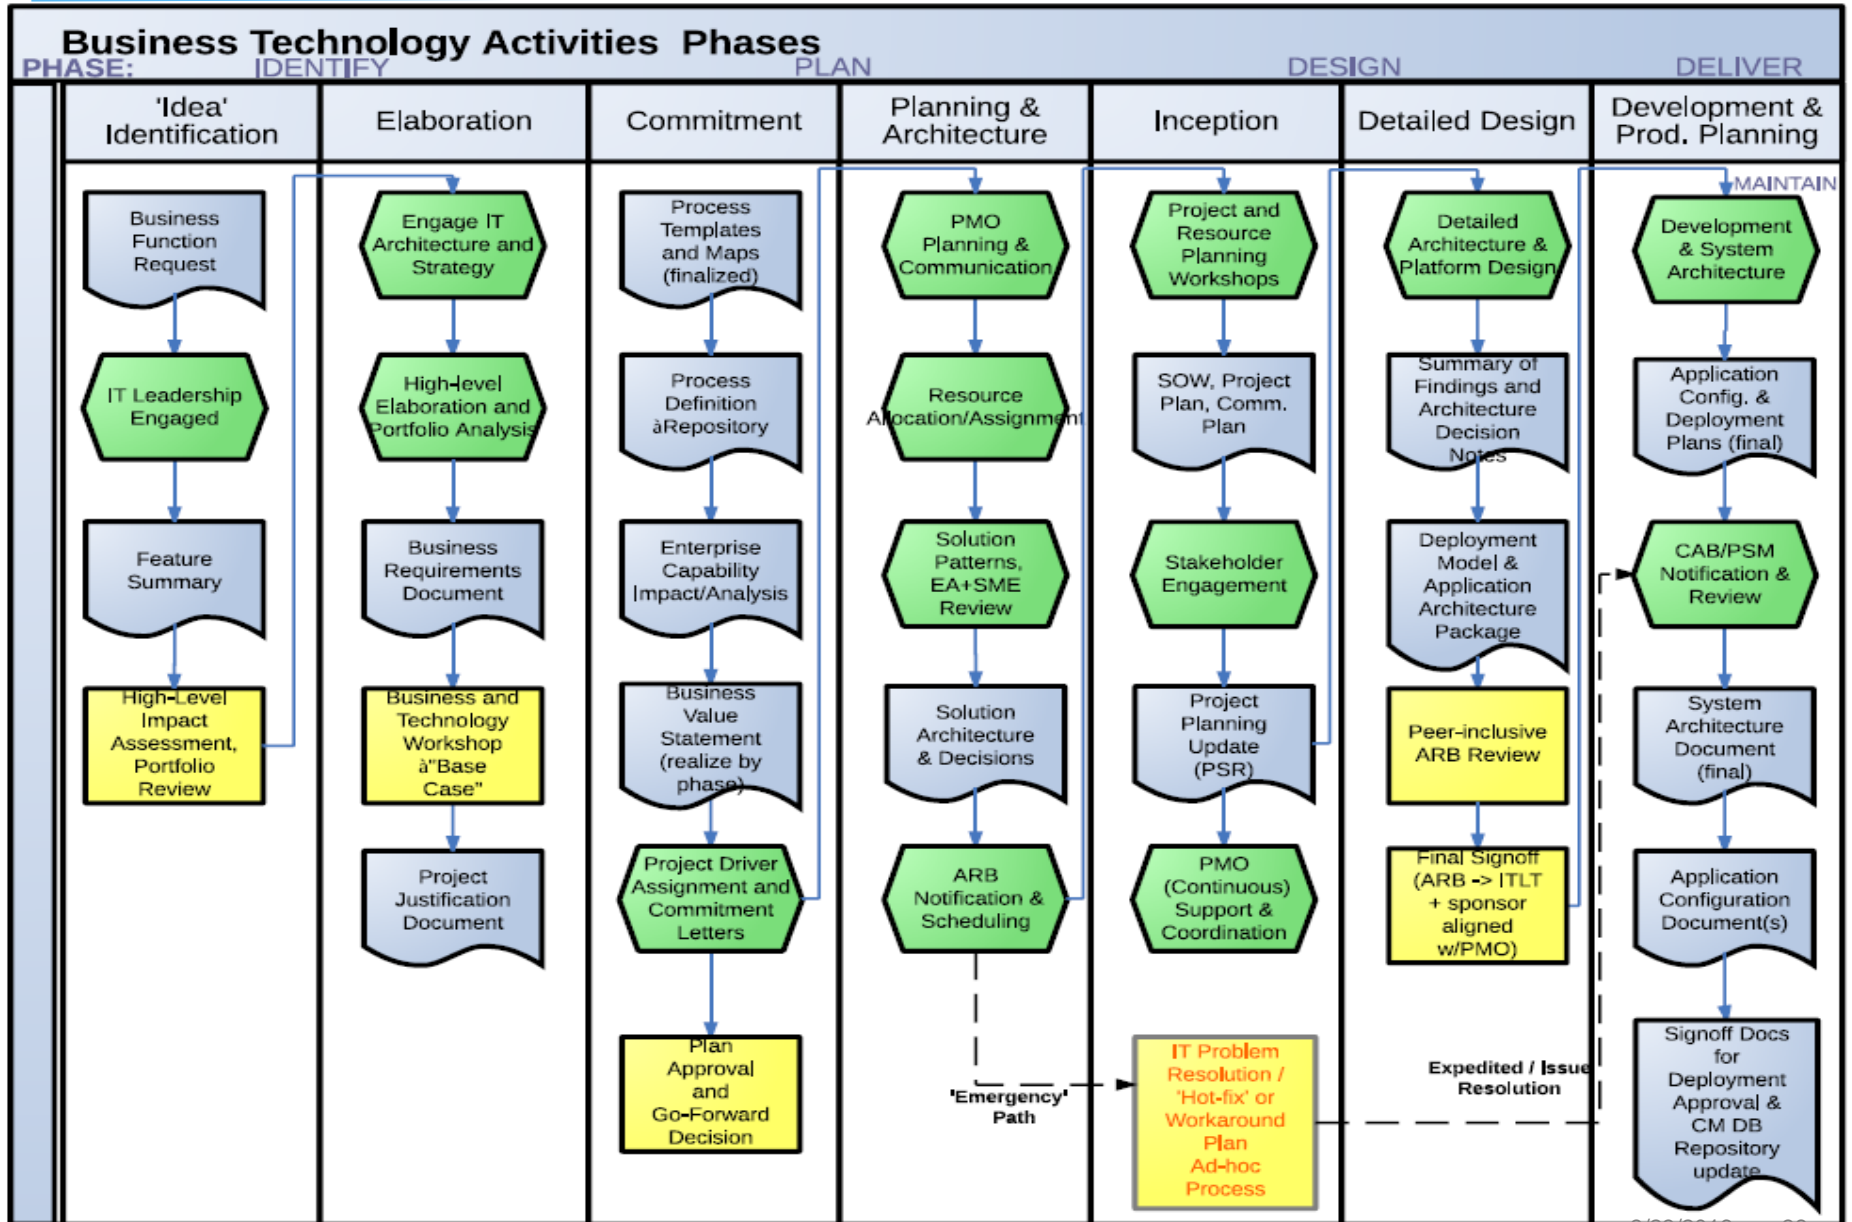 Business Technology Activities Phases
PHASE: IDENTIFY PLAN DESIGN DELIVER
'Idea'
Identification
Elaboration
Commitment
Planning &
Architecture
Inception
Detailed Design
Development &
Prod. Planning
Business
Function
Request
IT Leadership
Engaged
Feature
Summary
High-Level
Impact
Assessment,
Portfolio
Review
Engage IT
Architecture and
Strategy
High-level
Elaboration and
Portfolio Analysis
Business
Requirements
Document
Business and
Technology
Workshop
à"Base
Case"
Project
Justification
Document
Process
Templates
and Maps
(finalized)
Process
Definition
àRepository
Enterprise
Capability
Impact/Analysis
Business
Value
Statement
(realize by
phase)
Project Driver
Assignment and
Commitment
Letters
Plan
Approval
and
Go-Forward
Decision
PMO
Planning &
Communication
Resource
Allocation/Assignment
Solution
Patterns,
EA+SME
Review
Solution
Architecture
& Decisions
ARB
Notification &
Scheduling
'Emergency'
Path
Project and
Resource
Planning
Workshops
SOW, Project
Plan, Comm.
Plan
Stakeholder
Engagement
Project
Planning
Update
(PSR)
PMO
(Continuous)
Support &
Coordination
IT Problem
Resolution /
'Hot-fix' or
Workaround
Plan
Ad-hoc
Process
Detailed
Architecture &
Platform Design
Summary of
Findings and
Architecture
Decision
Notes
Deployment
Model &
Application
Architecture
Package
Peer-inclusive
ARB Review
Final Signoff
(ARB -> ITLT
+ sponsor
aligned
w/PMO)
Expedited / Issue
Resolution
MAINTAIN
Development
& System
Architecture
Application
Config. &
Deployment
Plans (final)
CAB/PSM
Notification &
Review
System
Architecture
Document
(final)
Application
Configuration
Document(s)
Signoff Docs
for
Deployment
Approval &
CM DB
Repository
update